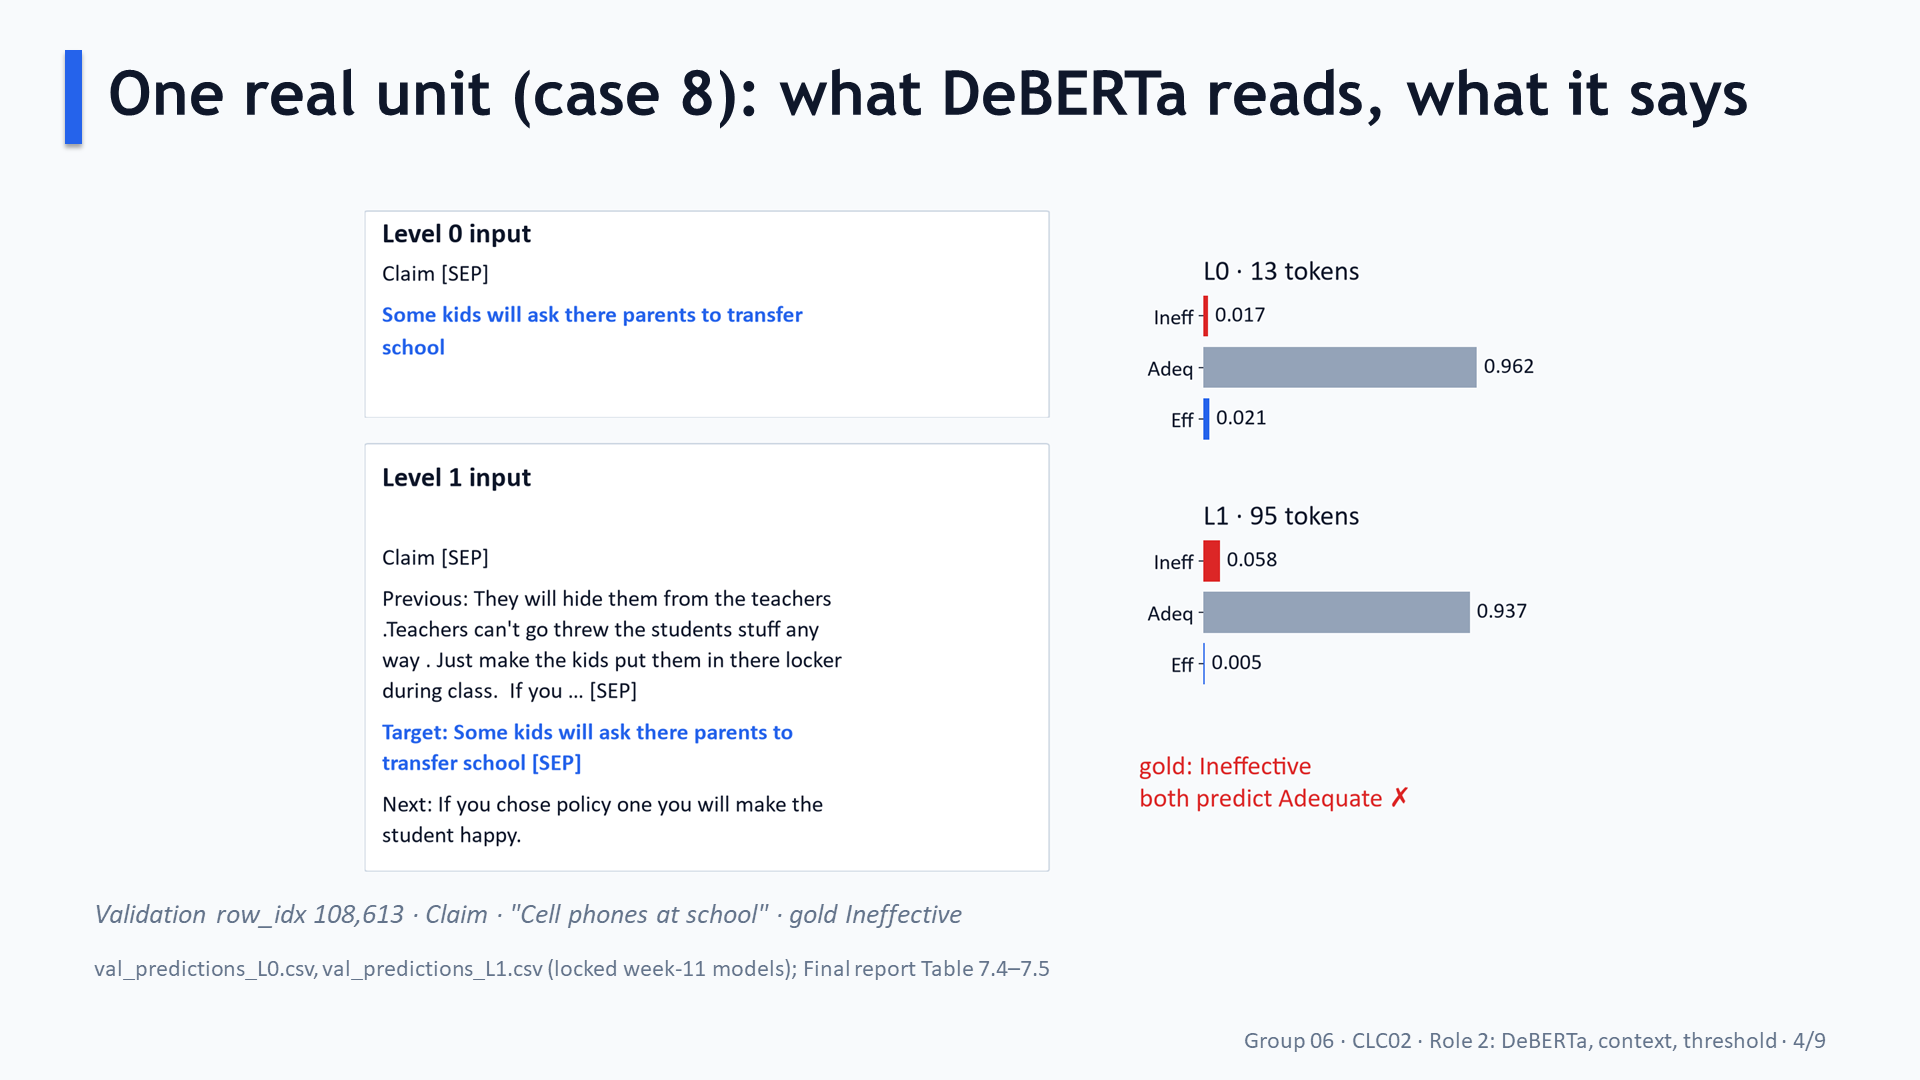 One real unit (case 8): what DeBERTa reads, what it says
Level 0 input
Claim [SEP]
Some kids will ask there parents to transfer
school
Level 1 input
Claim [SEP]
Previous: They will hide them from the teachers
.Teachers can't go threw the students stuff any
way . Just make the kids put them in there locker
during class.  If you ... [SEP]
Target: Some kids will ask there parents to
transfer school [SEP]
Next: If you chose policy one you will make the
student happy.
L0 · 13 tokens
Ineff 0.017
Adeq 0.962
Eff 0.021
L1 · 95 tokens
Ineff 0.058
Adeq 0.937
Eff 0.005
gold: Ineffective
both predict Adequate ✗
Validation row_idx 108,613 · Claim · "Cell phones at school" · gold Ineffective
val_predictions_L0.csv, val_predictions_L1.csv (locked week-11 models); Final report Table 7.4–7.5
Group 06 · CLC02 · Role 2: DeBERTa, context, threshold · 4/9